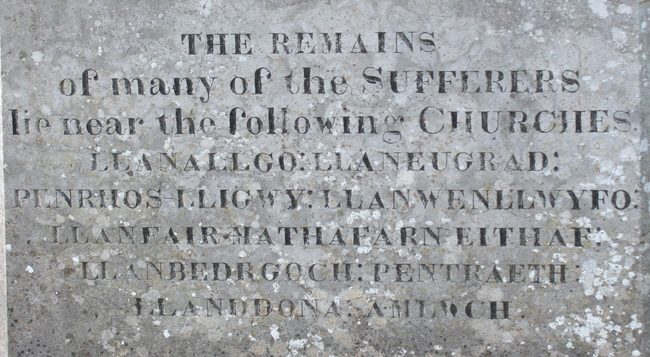 THE REMAINS
of many of the SUFFERERS
lie near the following CHURCHES.
LLANALLGO: LLANEUGRAD:
PENRHOS-LLIGWY: LLANWENLLWYFO:
LLANFAIR-MATHAFARN-EITHAF:
LLANBEDRGOCH: PENTRAETH:
LLANDDONA: AMLWCH.